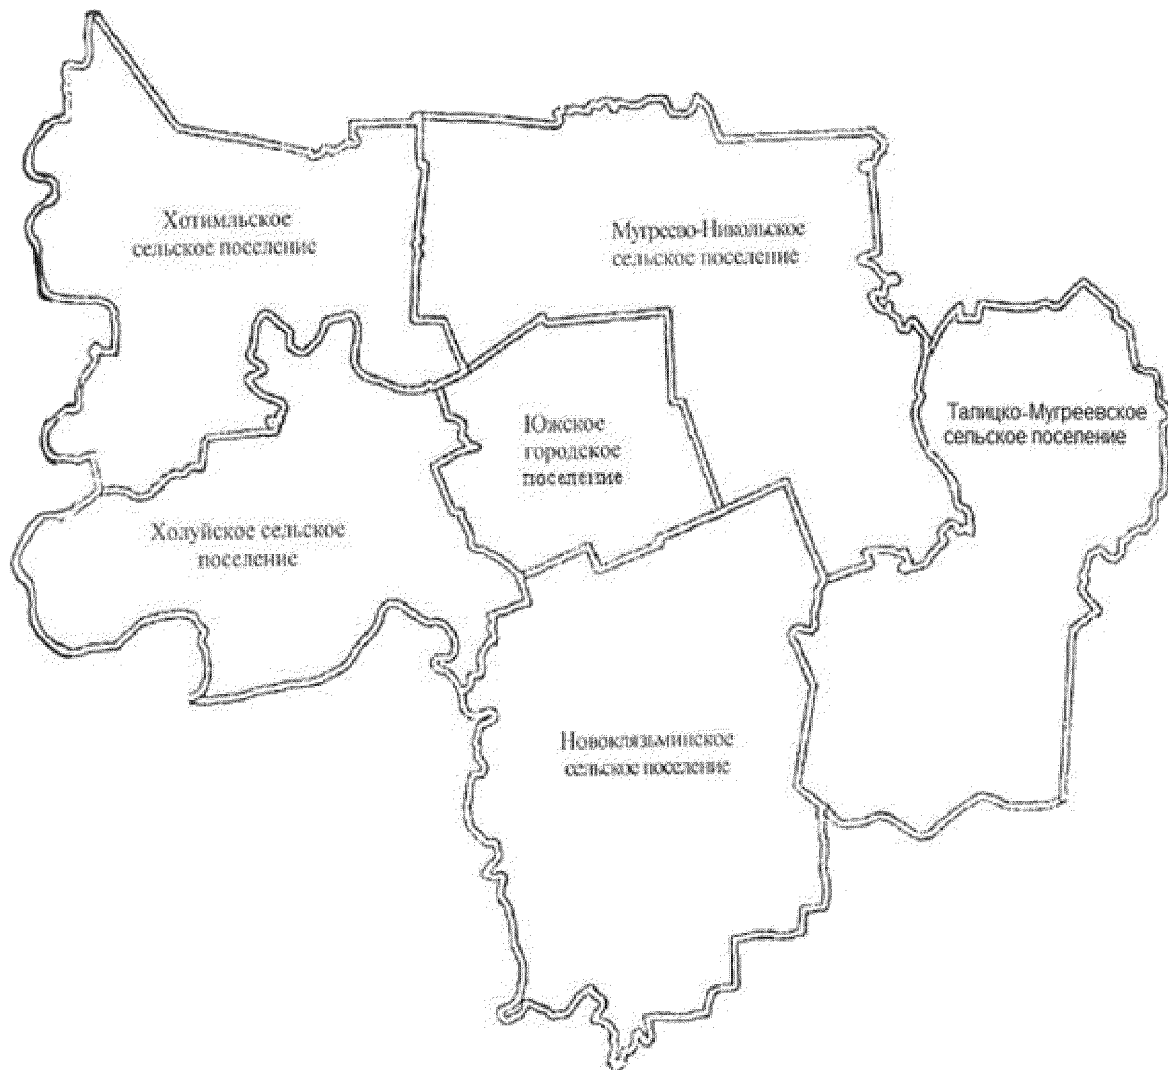 Хотимльское
сельское поселение
Мугреево-Никольское
сельское поселение
Талицко-Мугреевское
сельское поселение
Южское
городское
поселение
Холуйское сельское
поселение
Новоклязьминское
сельское поселение